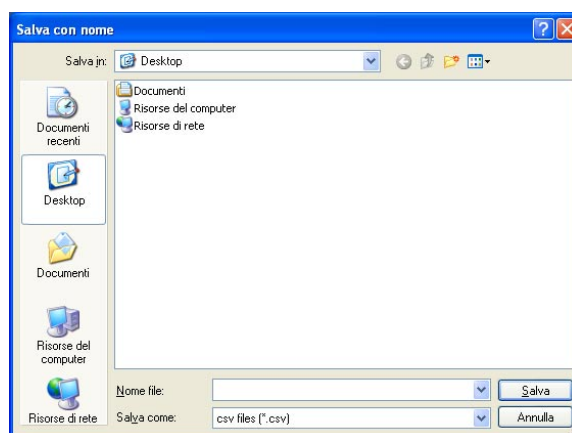 Salva con nome
Salva in:
Desktop
Documenti recenti
Desktop
Documenti
Risorse del computer
Risorse di rete
Documenti
Risorse del computer
Risorse di rete
Nome file:
Salva
Salva come:
csv files (*.csv)
Annulla